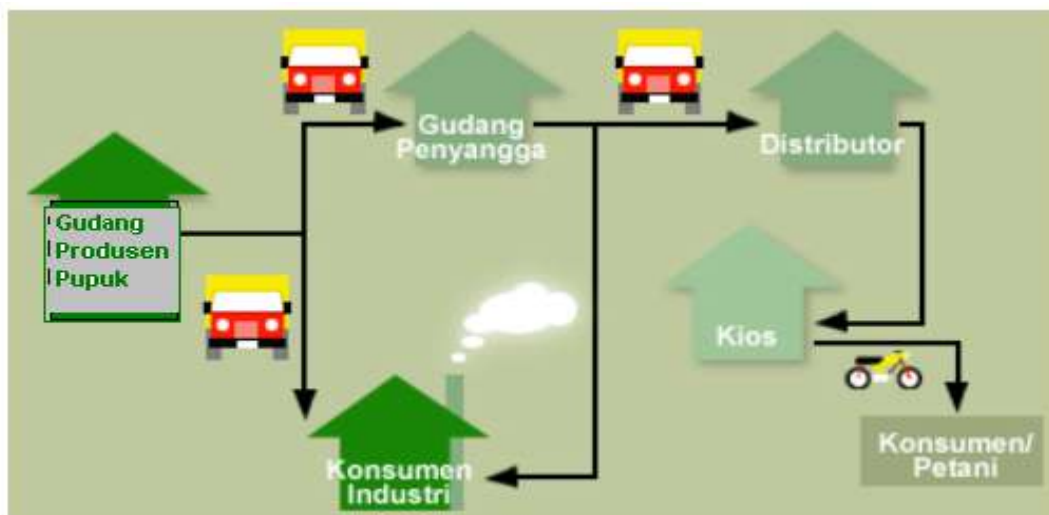 Gudang
Penyangga
Distributor
Gudang
Produsen
Pupuk
Kios
Konsumen
Industri
Konsumen/
Petani